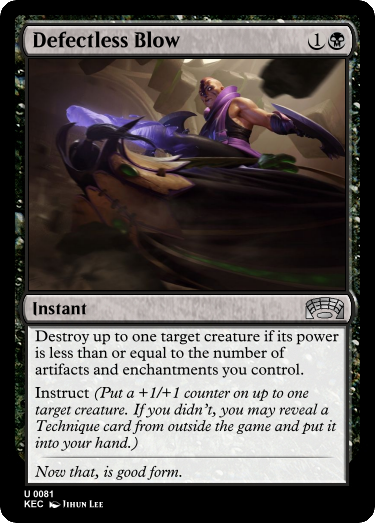 Defectless Blow 1
Instant
Destroy up to one target creature if its power
is less than or equal to the number of
artifacts and enchantments you control.
Instruct (Put a +1/+1 counter on up to one
target creature. If you didn't, you may reveal a
Technique card from outside the game and put it
into your hand.)
Now that, is good form.
U 0081
KEC Jihun Lee